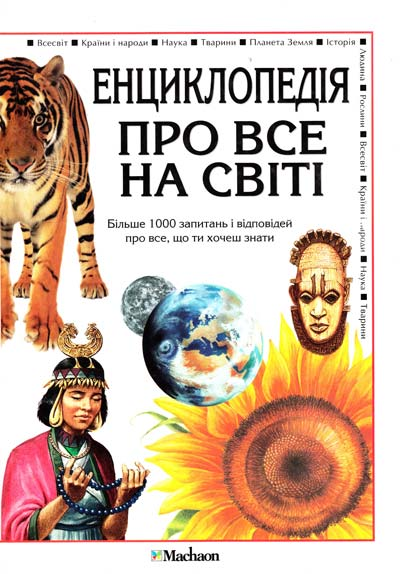 ■ Всесвіт ■ Країни і народи ■ Наука ■ Тварини ■ Планета Земля ■ Історія ■
Людина ■ Рослини ■ Всесвіт ■ Країни і народи ■ Наука ■ Тварини
ЕНЦИКЛОПЕДІЯ
ПРО ВСЕ
НА СВІТІ
Більше 1000 запитань і відповідей
про все, що ти хочеш знати
Machaon